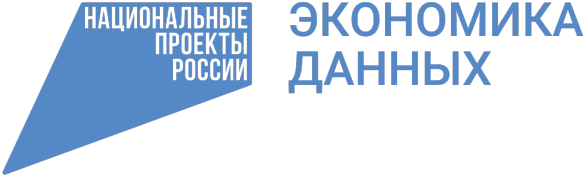 НАЦИОНАЛЬНЫЕ
ПРОЕКТЫ
РОССИИ
ЭКОНОМИКА
ДАННЫХ